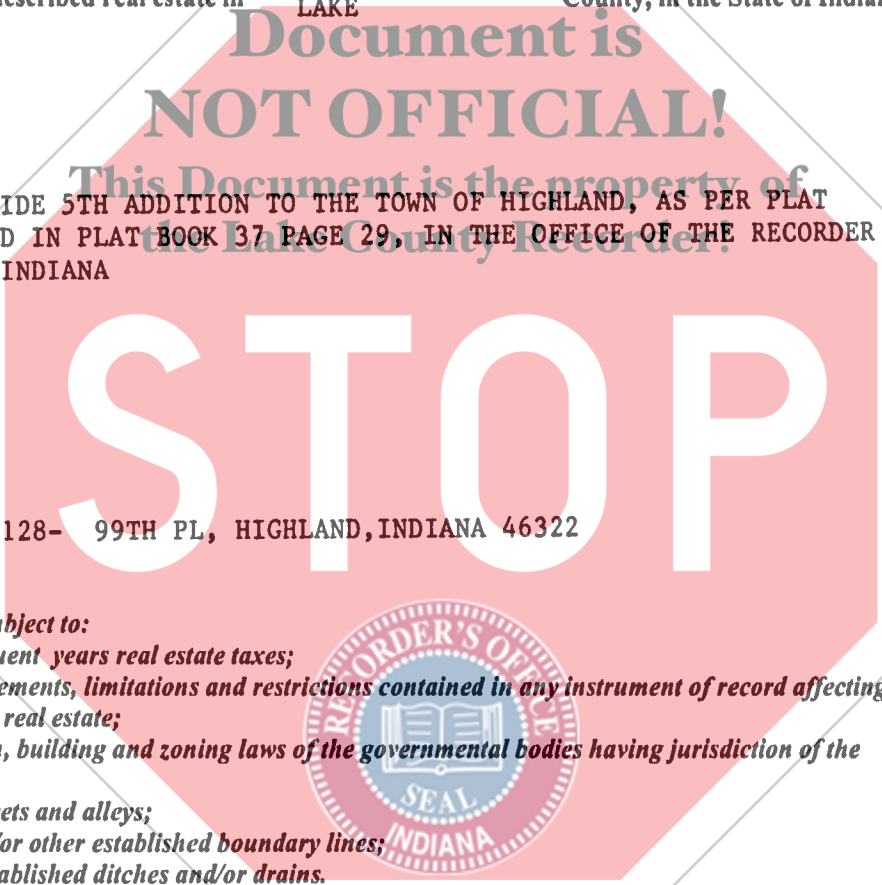 described real estate in LAKE County, in the State of Indian
Document is
NOT OFFICIAL!
This Document is the property of
IDE 5TH ADDITION TO THE TOWN OF HIGHLAND, AS PER PLAT
the Lake County Recorder!
D IN PLAT BOOK 37 PAGE 29, IN THE OFFICE OF THE RECORDER
INDIANA
STOP
128- 99TH PL, HIGHLAND, INDIANA 46322
bject to:
uent years real estate taxes;
ements, limitations and restrictions contained in any instrument of record affecting
real estate;
, building and zoning laws of the governmental bodies having jurisdiction of the
ets and alleys;
/or other established boundary lines;
ablished ditches and/or drains.
RECORDER'S OFFICE
SEAL
INDIANA